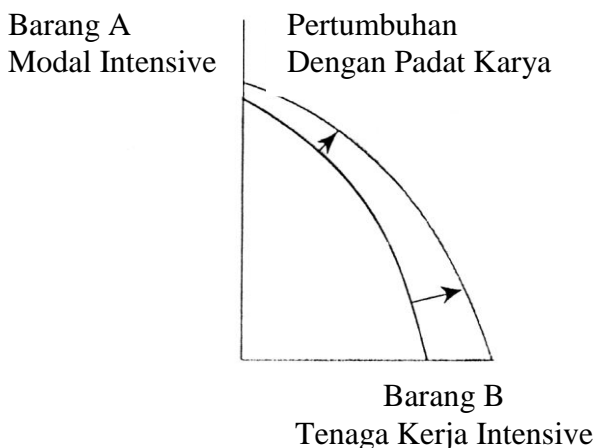 Barang A
Modal Intensive
Pertumbuhan
Dengan Padat Karya
Barang B
Tenaga Kerja Intensive